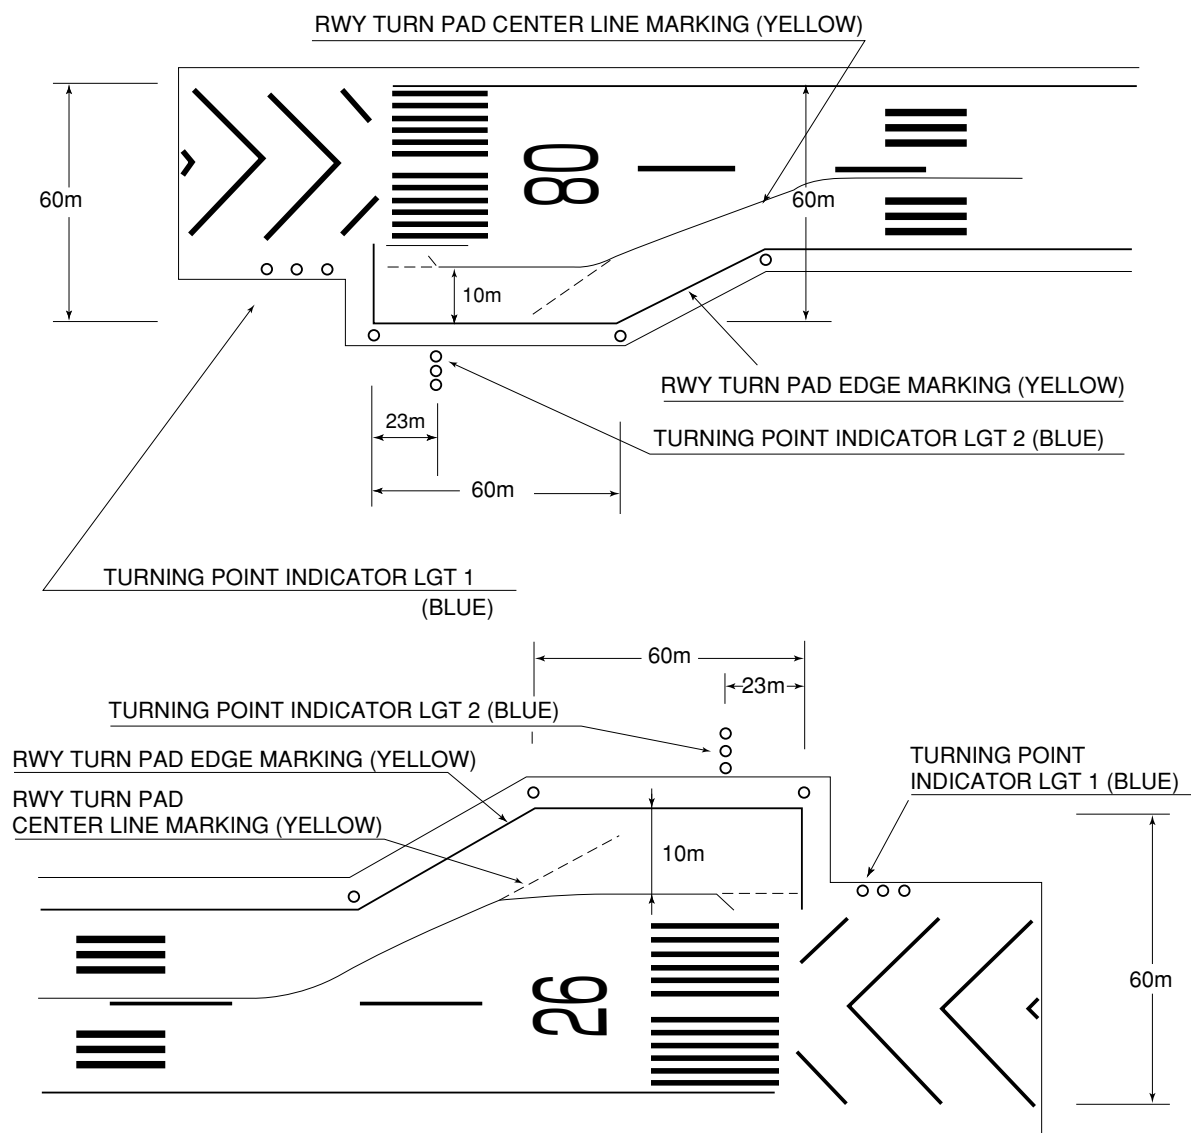 RWY TURN PAD CENTER LINE MARKING (YELLOW)
60m
08
60m
10m
RWY TURN PAD EDGE MARKING (YELLOW)
23m
TURNING POINT INDICATOR LGT 2 (BLUE)
60m
TURNING POINT INDICATOR LGT 1
(BLUE)
60m
23m
TURNING POINT INDICATOR LGT 2 (BLUE)
RWY TURN PAD EDGE MARKING (YELLOW)
TURNING POINT
INDICATOR LGT 1 (BLUE)
RWY TURN PAD
CENTER LINE MARKING (YELLOW)
10m
60m
26